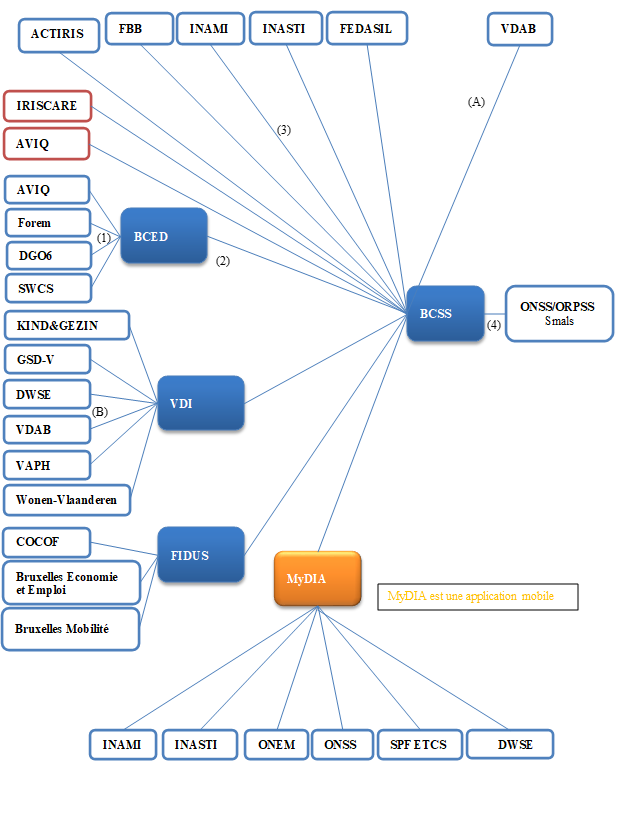 ACTIRIS
FBB
INAMI
INASTI
FEDASIL
VDAB
(A)
IRISCARE
(3)
AVIQ
AVIQ
Forem
(1)
BCED
DGO6
(2)
SWCS
BCSS
(4)
ONSS/ORPSS
Smals
KIND&GEZIN
GSD-V
DWSE
(B)
VDI
VDAB
VAPH
Wonen-Vlaanderen
COCOF
FIDUS
Bruxelles Economie
et Emploi
MyDIA
MyDIA est une application mobile
Bruxelles Mobilité
INAMI
INASTI
ONEM
ONSS
SPF ETCS
DWSE